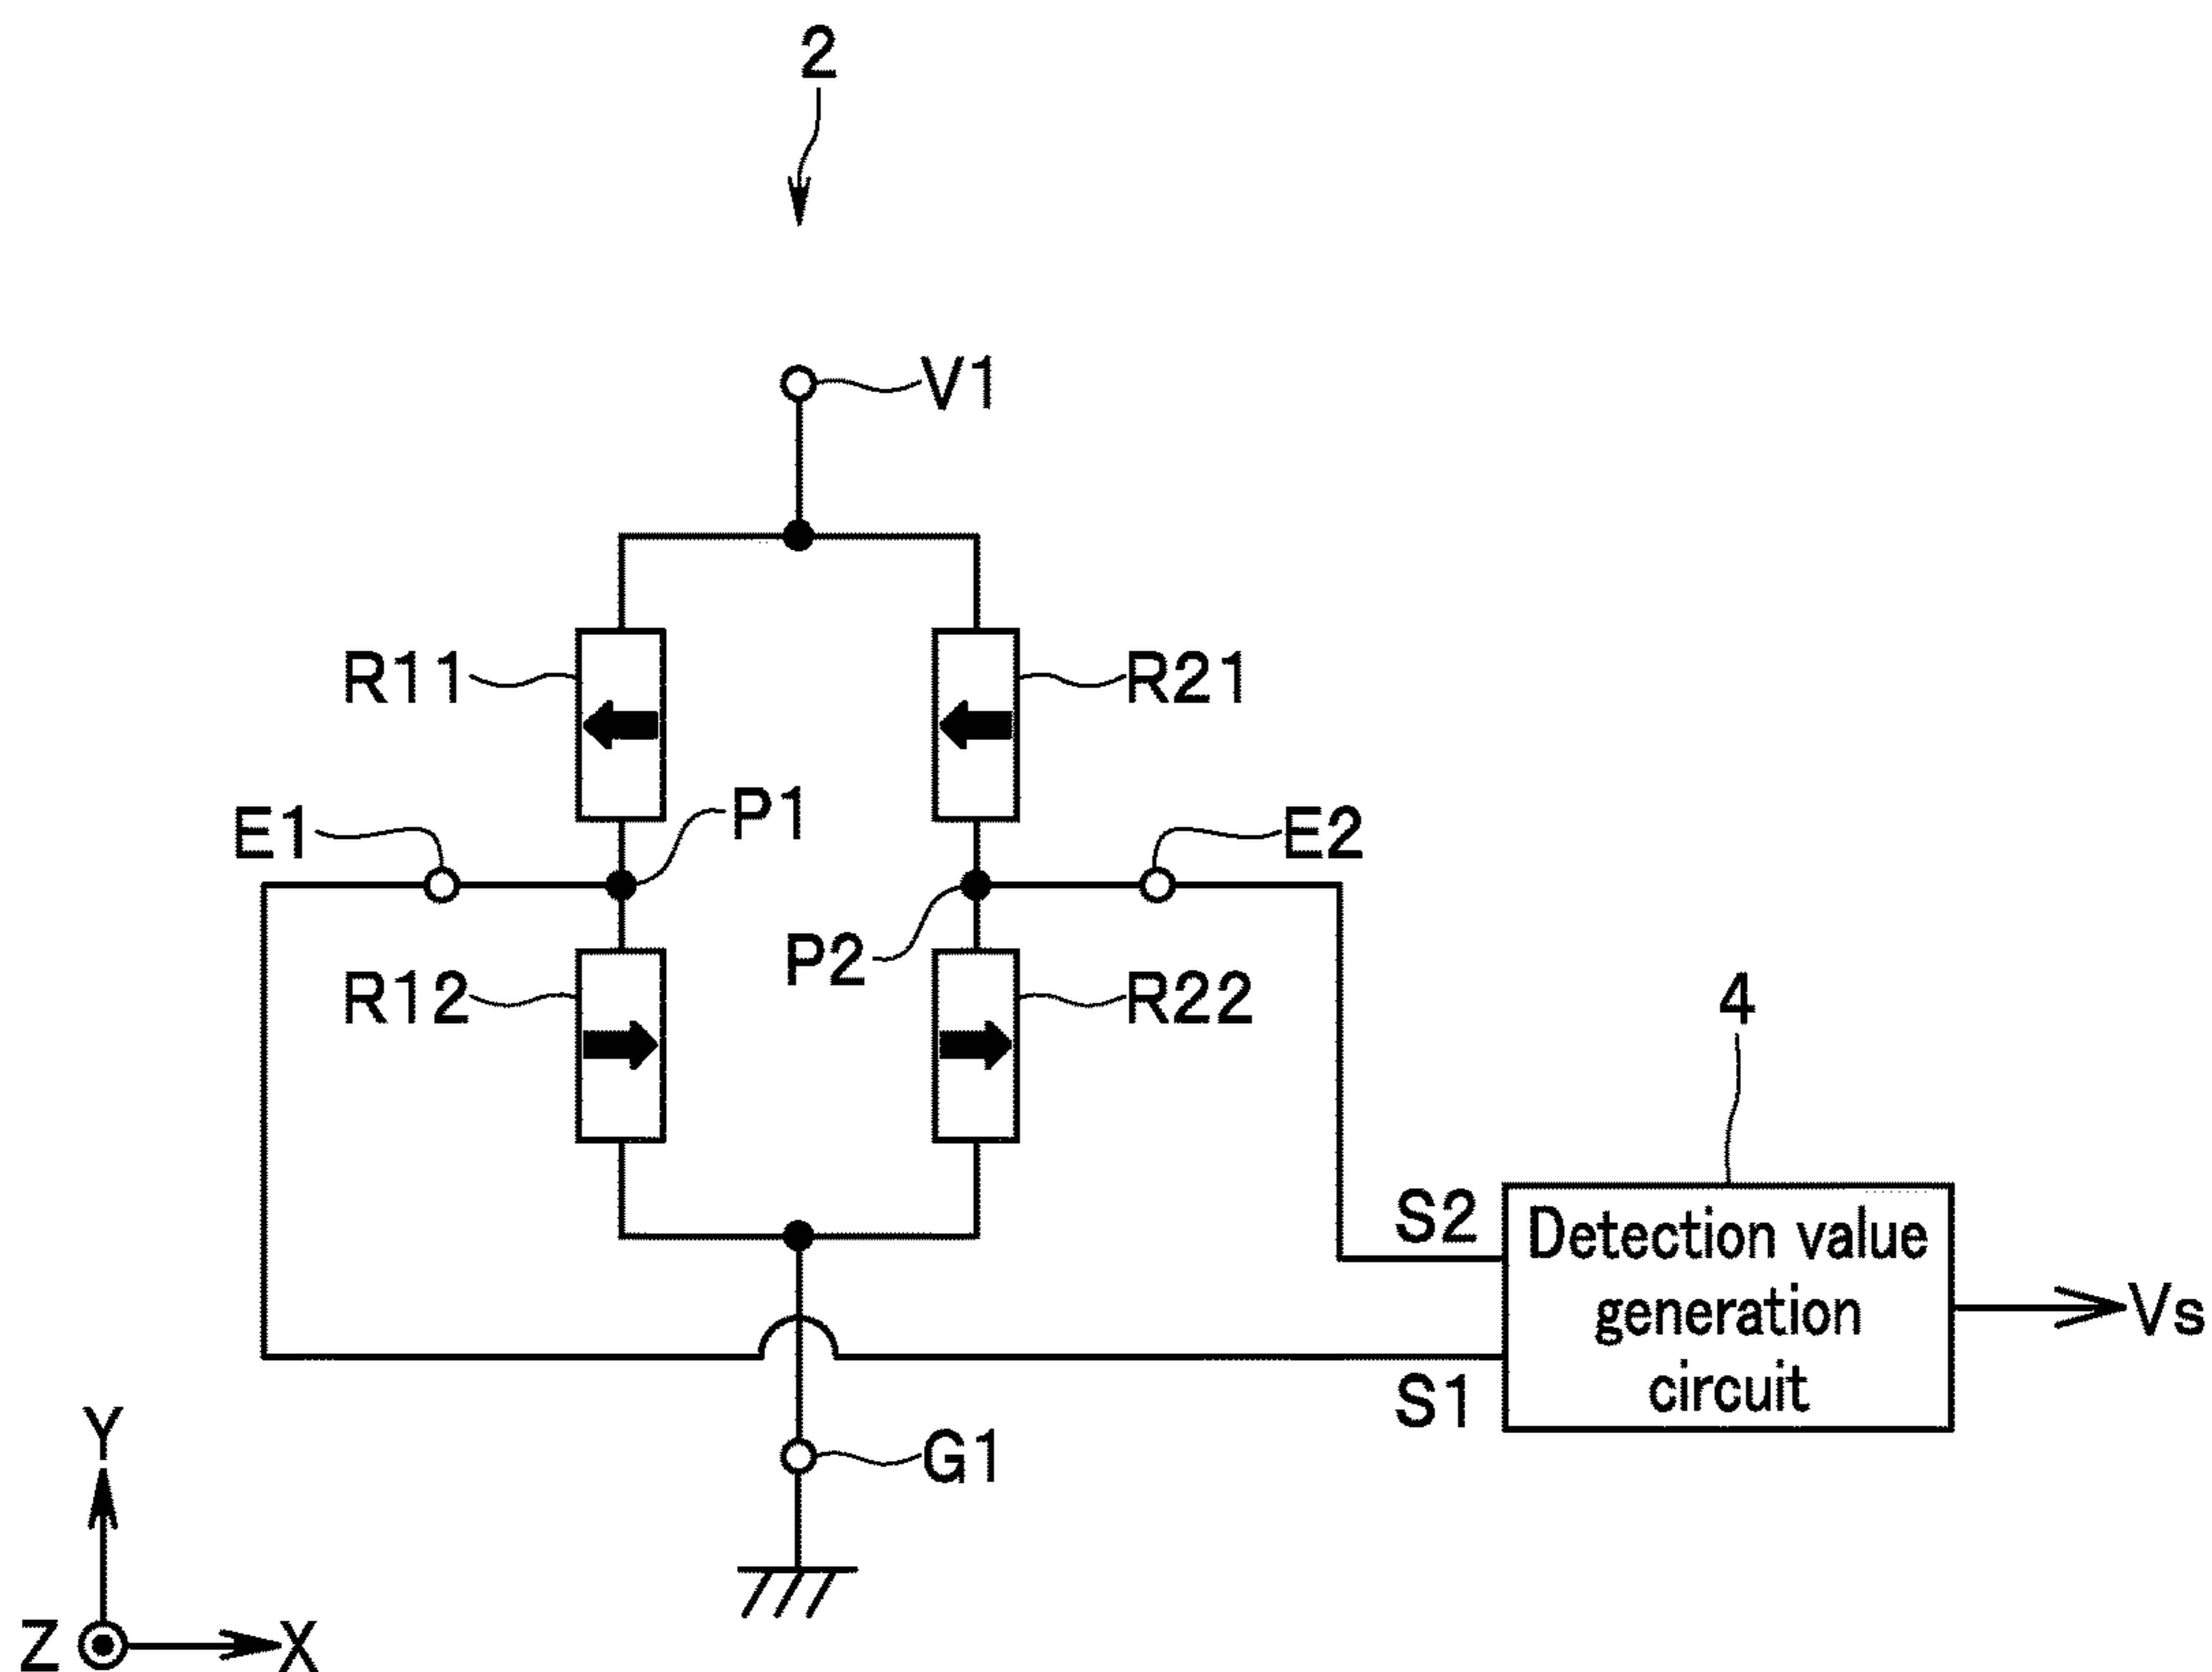 2
V1
R11
R21
E1
P1
E2
P2
R12
R22
4
S2
Detection value
generation
circuit
Vs
S1
G1
Y
Z
X